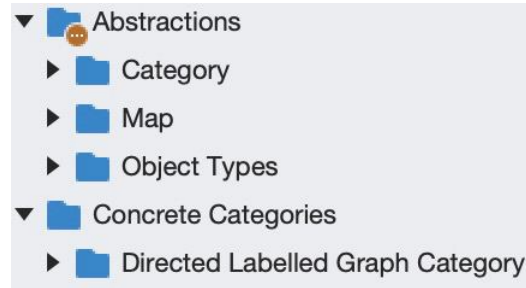 Abstractions
Category
Map
Object Types
Concrete Categories
Directed Labelled Graph Category